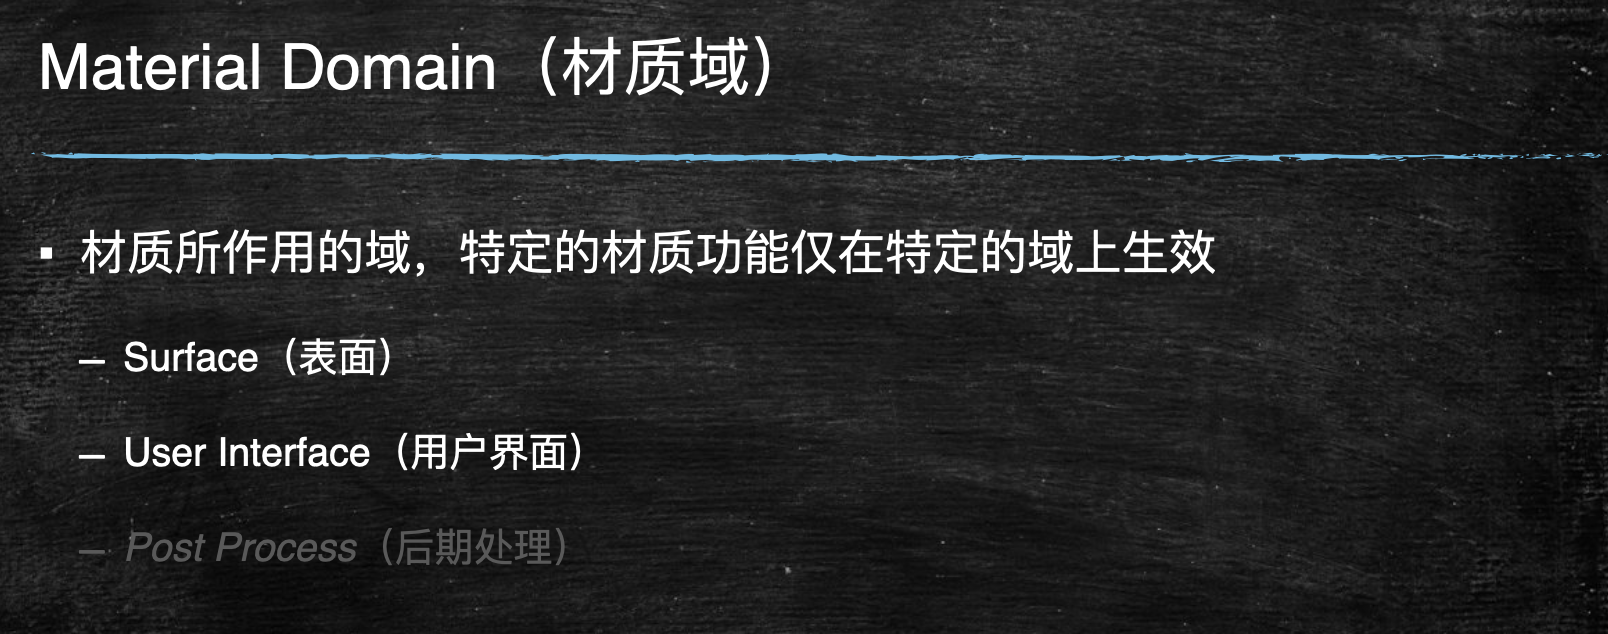 Material Domain（材质域）
▪ 材质所作用的域，特定的材质功能仅在特定的域上生效
– Surface（表面）
– User Interface（用户界面）
– Post Process（后期处理）